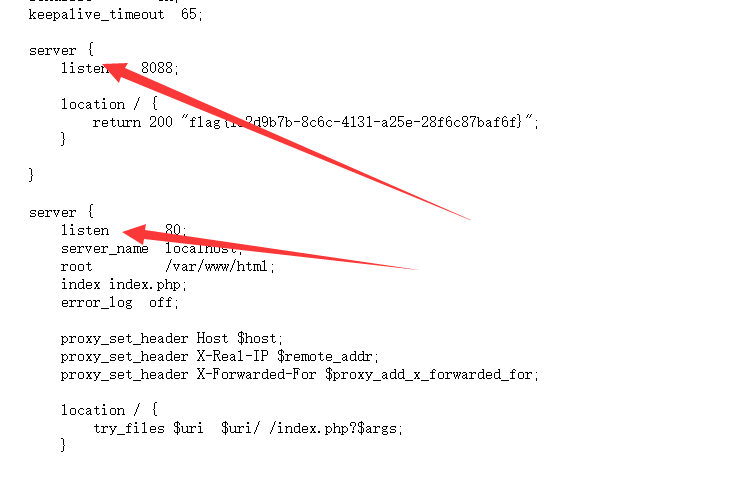 keepalive_timeout 65;
server {
listen 8088;
location / {
return 200 "flag{
2d9b7b-8c6c-4131-a25e-28f6c87baf6f}";
}
}
server {
listen 80;
server_name localhost;
root /var/www/html;
index index.php;
error_log off;
proxy_set_header Host $host;
proxy_set_header X-Real-IP $remote_addr;
proxy_set_header X-Forwarded-For $proxy_add_x_forwarded_for;
location / {
try_files $uri $uri/ /index.php?$args;
}